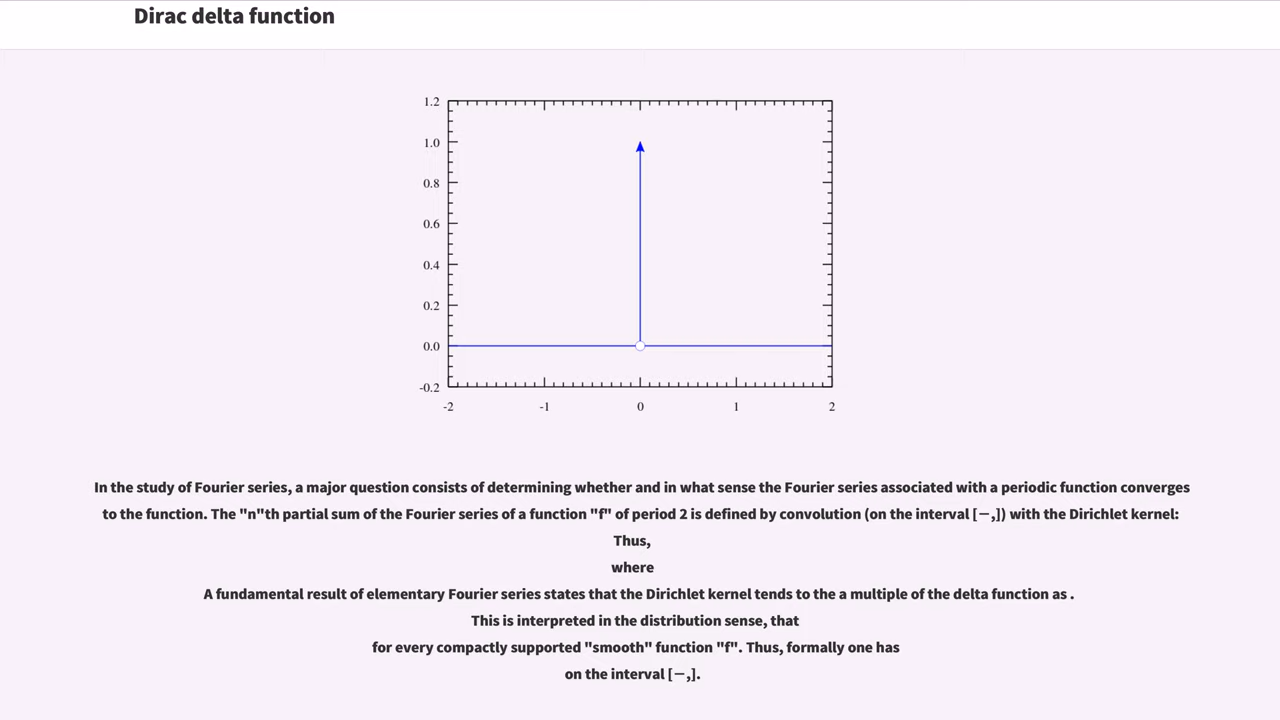 Dirac delta function
1.2
1.0
0.8
0.6
0.4
0.2
0.0
-0.2
-2 -1 0 1 2
In the study of Fourier series, a major question consists of determining whether and in what sense the Fourier series associated with a periodic function converges
to the function. The "n"th partial sum of the Fourier series of a function "f" of period 2 is defined by convolution (on the interval [−,]) with the Dirichlet kernel:
Thus,
where
A fundamental result of elementary Fourier series states that the Dirichlet kernel tends to the a multiple of the delta function as .
This is interpreted in the distribution sense, that
for every compactly supported "smooth" function "f". Thus, formally one has
on the interval [−,].